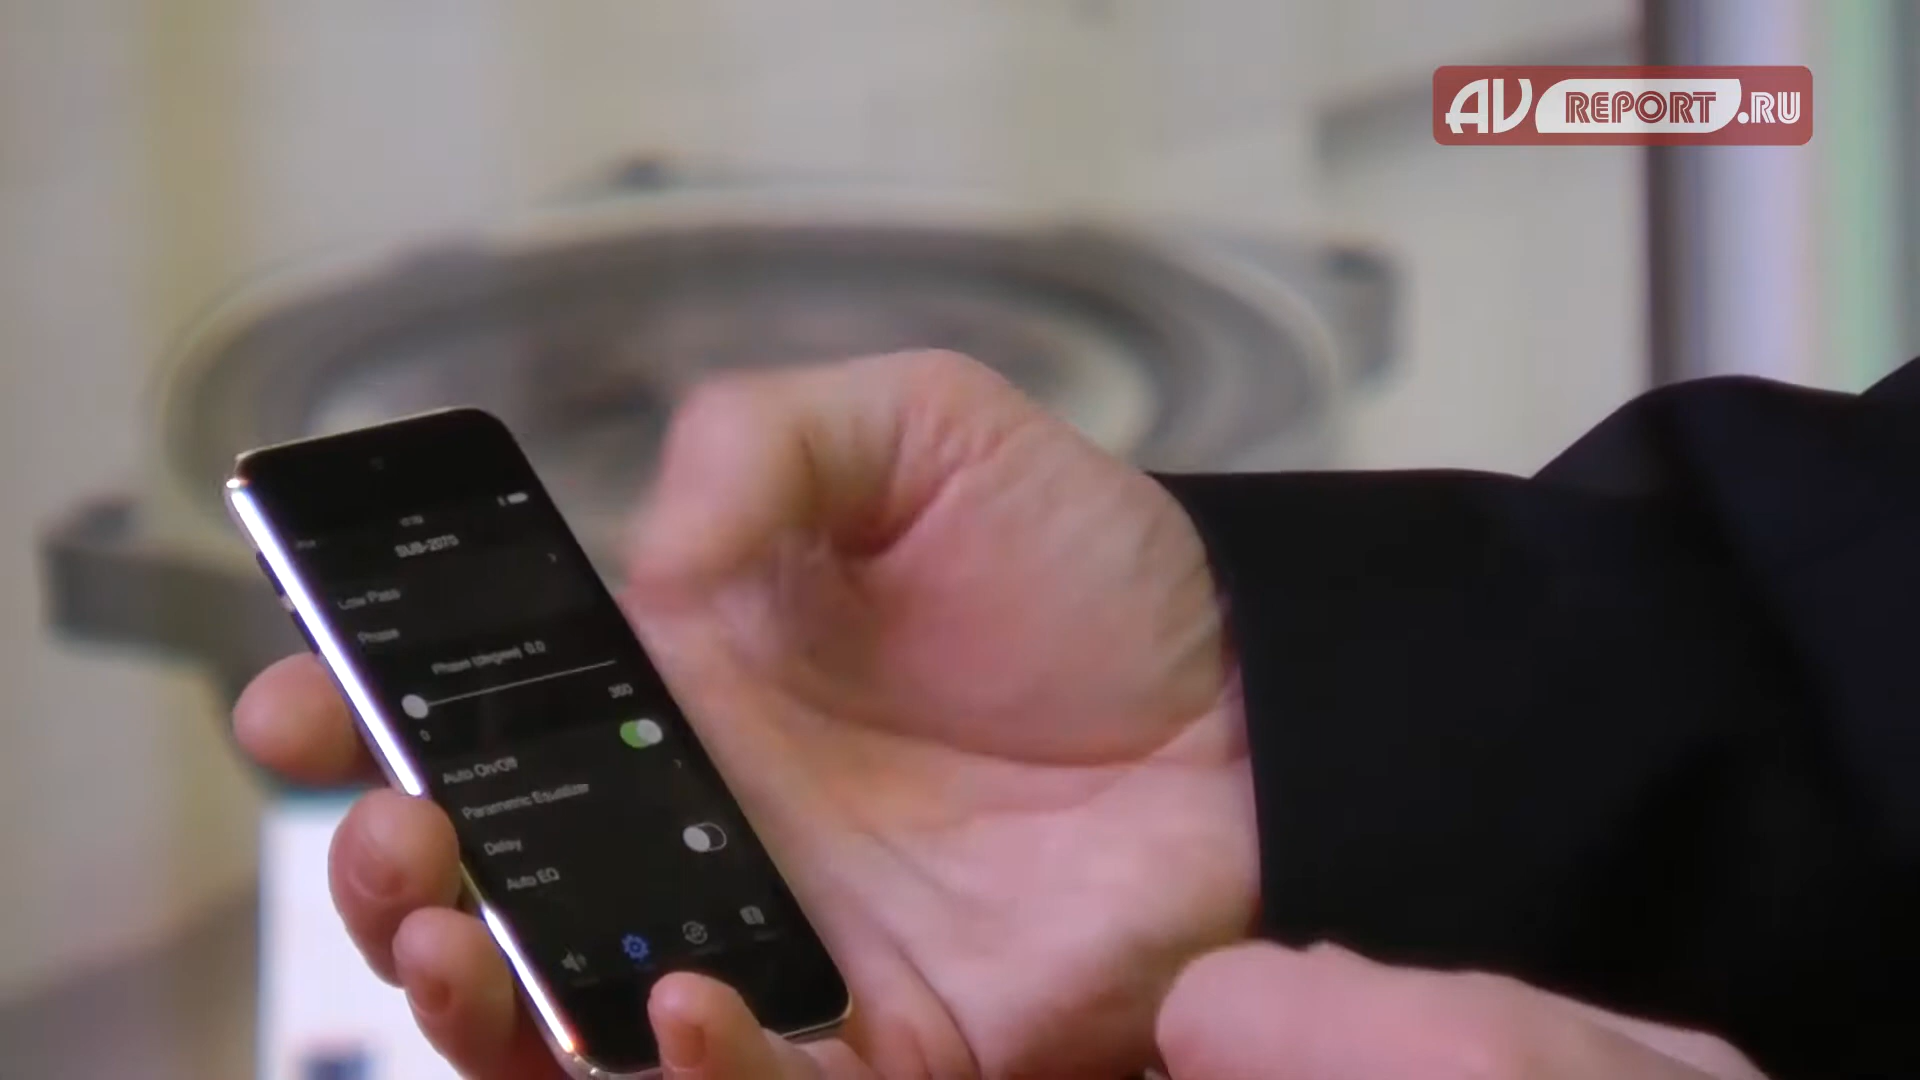 AV REPORT.RU
SUB-2075
Low Pass
Phase
Phase (degree) 0.0
0
360
Auto On/Off
Parametric Equalizer
Delay
Auto EQ